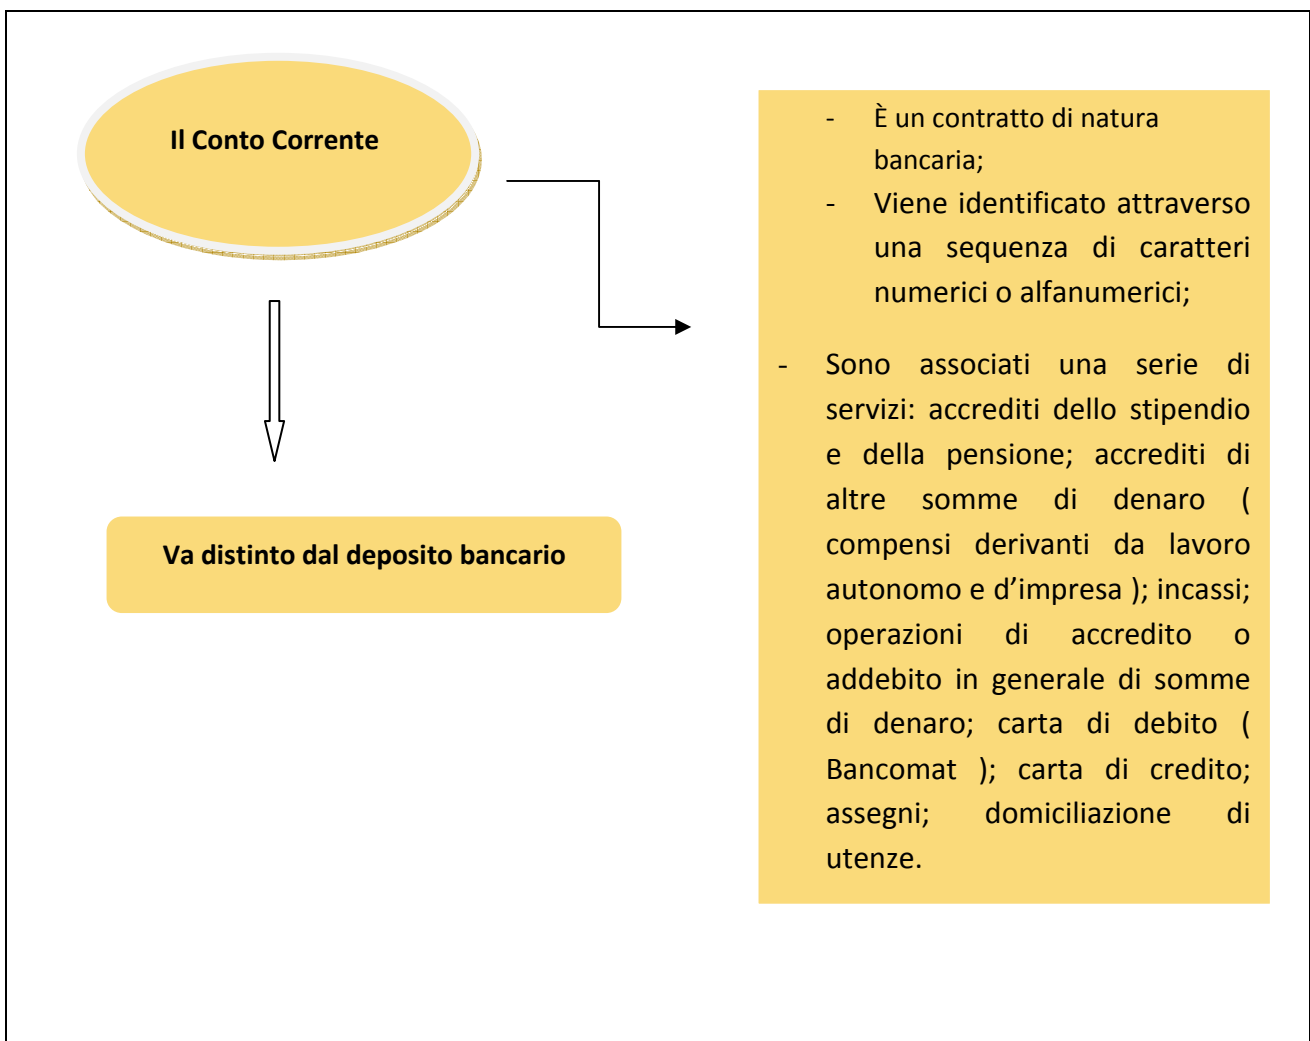 Il Conto Corrente
Va distinto dal deposito bancario
- È un contratto di natura
bancaria;
- Viene identificato attraverso
una sequenza di caratteri
numerici o alfanumerici;
- Sono associati una serie di
servizi: accrediti dello stipendio
e della pensione; accrediti di
altre somme di denaro (
compensi derivanti da lavoro
autonomo e d’impresa ); incassi;
operazioni di accredito o
addebito in generale di somme
di denaro; carta di debito (
Bancomat ); carta di credito;
assegni; domiciliazione di
utenze.